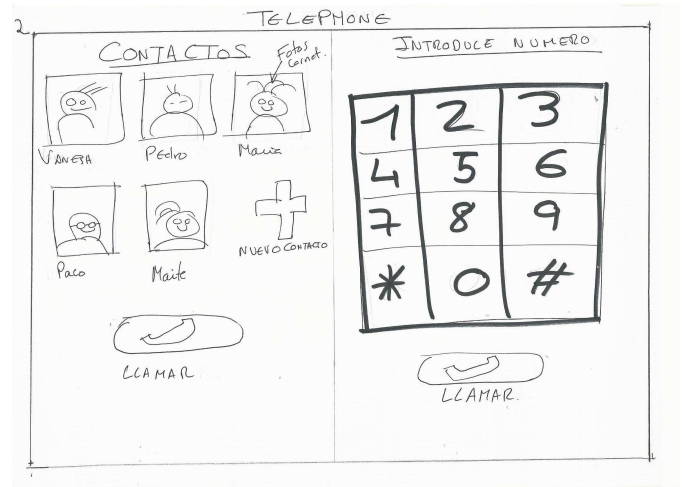 2.
TELEPHONE
CONTACTOS
Fotos
Carnet.
VANESA
PEdro
Maria
Paco
Maite
NUEVO CONTACTO
LLAMAR
INTRODUCE NUMERO
1 2 3
4 5 6
7 8 9
* 0 #
LLAMAR.